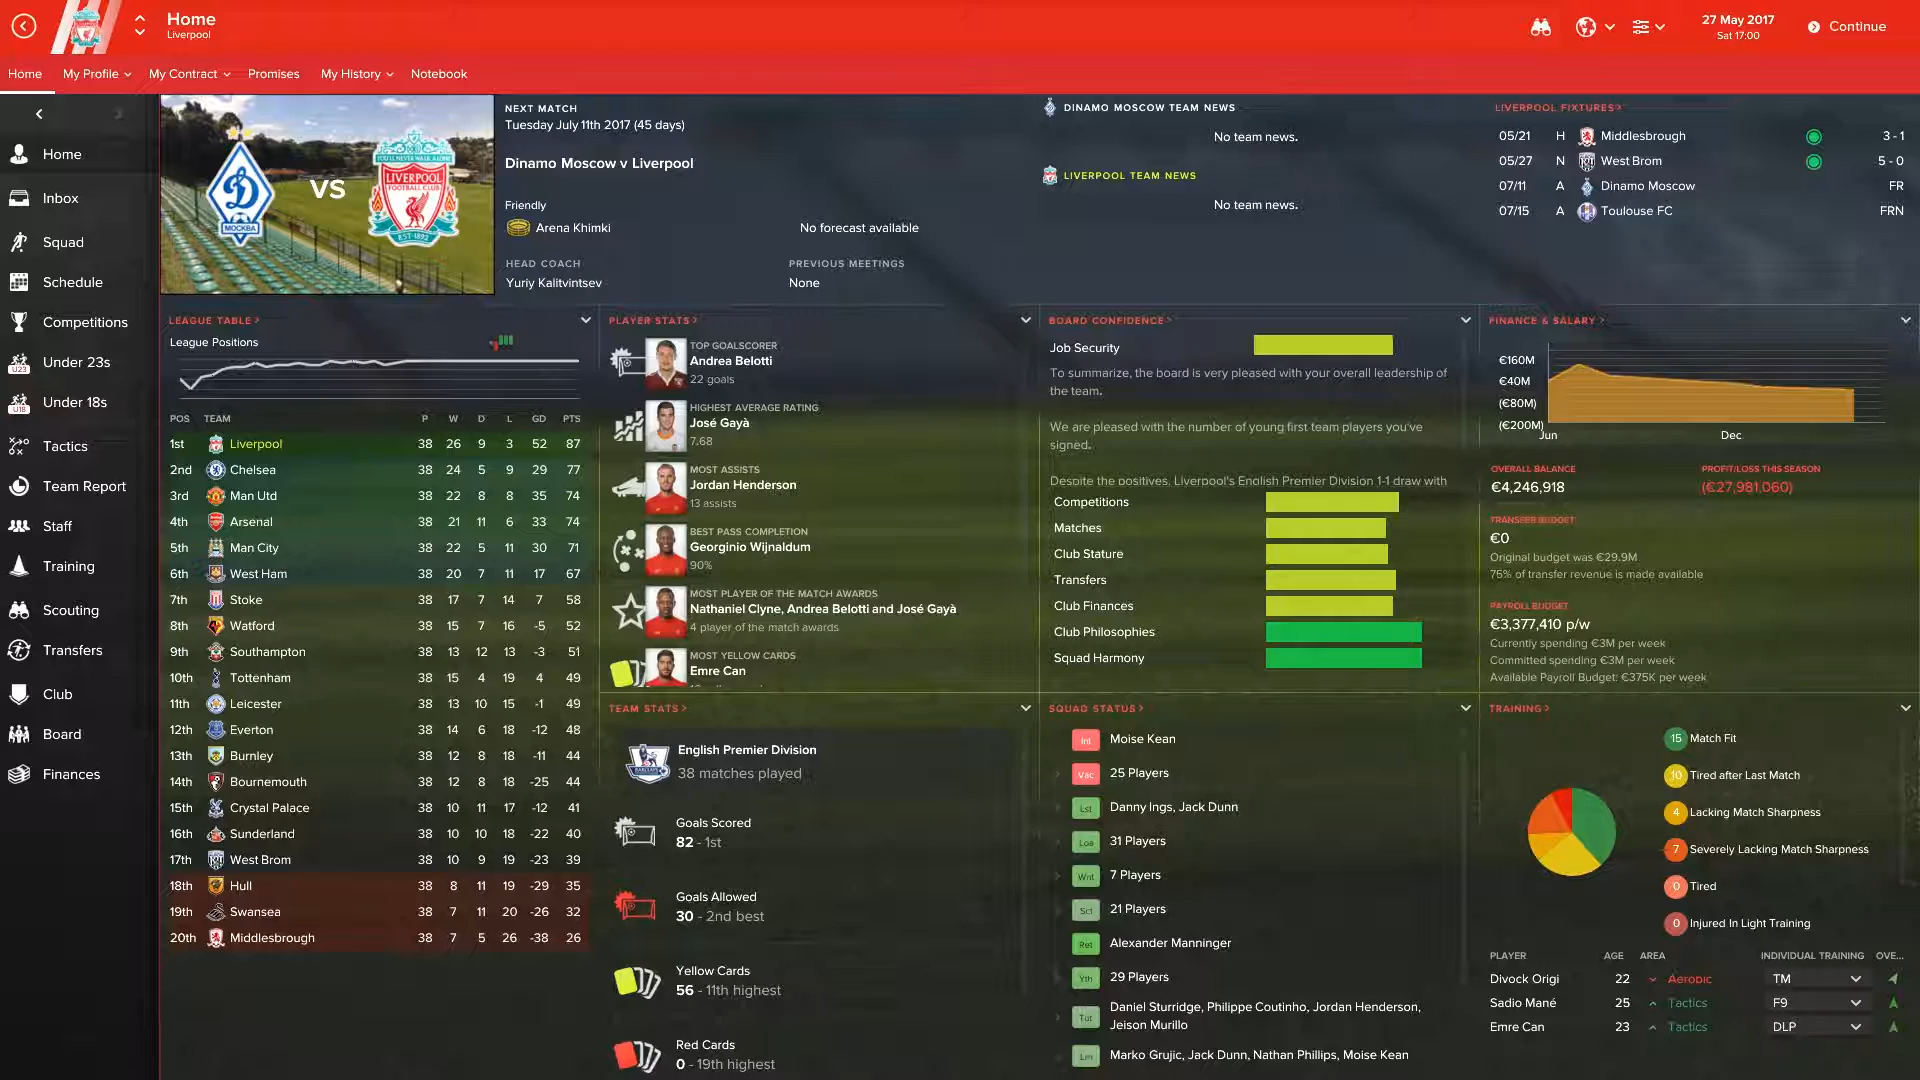 Home
Liverpool
27 May 2017
Sat 17:00
Continue
Home
My Profile
My Contract
Promises
My History
Notebook
Home
Inbox
Squad
Schedule
Competitions
U23
Under 23s
U18
Under 18s
Tactics
Team Report
Staff
Training
Scouting
Transfers
Club
Board
Finances
МОСКВА
VS
YOU'LL NEVER WALK ALONE
LIVERPOOL
FOOTBALL CLUB
EST·1892
NEXT MATCH
Tuesday July 11th 2017 (45 days)
Dinamo Moscow v Liverpool
Friendly
Arena Khimki
No forecast available
HEAD COACH
Yuriy Kalitvintsev
PREVIOUS MEETINGS
None
DINAMO MOSCOW TEAM NEWS
No team news.
LIVERPOOL TEAM NEWS
No team news.
LIVERPOOL FIXTURES >
05/21 H Middlesbrough 3 - 1
05/27 N West Brom 5 - 0
07/11 A Dinamo Moscow FR
07/15 A Toulouse FC FRN
LEAGUE TABLE >
League Positions
POS TEAM P W D L GD PTS
1st Liverpool 38 26 9 3 52 87
2nd Chelsea 38 24 5 9 29 77
3rd Man Utd 38 22 8 8 35 74
4th Arsenal 38 21 11 6 33 74
5th Man City 38 22 5 11 30 71
6th West Ham 38 20 7 11 17 67
7th Stoke 38 17 7 14 7 58
8th Watford 38 15 7 16 -5 52
9th Southampton 38 13 12 13 -3 51
10th Tottenham 38 15 4 19 4 49
11th Leicester 38 13 10 15 -1 49
12th Everton 38 14 6 18 -12 48
13th Burnley 38 12 8 18 -11 44
14th Bournemouth 38 12 8 18 -25 44
15th Crystal Palace 38 10 11 17 -12 41
16th Sunderland 38 10 10 18 -22 40
17th West Brom 38 10 9 19 -23 39
18th Hull 38 8 11 19 -29 35
19th Swansea 38 7 11 20 -26 32
20th Middlesbrough 38 7 5 26 -38 26
PLAYER STATS >
TOP GOALSCORER
Andrea Belotti
22 goals
HIGHEST AVERAGE RATING
José Gayà
7.68
MOST ASSISTS
Jordan Henderson
13 assists
BEST PASS COMPLETION
Georginio Wijnaldum
90%
MOST PLAYER OF THE MATCH AWARDS
Nathaniel Clyne, Andrea Belotti and José Gayà
4 player of the match awards
MOST YELLOW CARDS
Emre Can
BOARD CONFIDENCE >
Job Security
To summarize, the board is very pleased with your overall leadership of
the team.
We are pleased with the number of young first team players you've
signed.
Despite the positives, Liverpool's English Premier Division 1-1 draw with
Competitions
Matches
Club Stature
Transfers
Club Finances
Club Philosophies
Squad Harmony
FINANCE & SALARY >
€160M
€40M
(€80M)
(€200M)
Jun Dec
OVERALL BALANCE
€4,246,918
PROFIT/LOSS THIS SEASON
(€27,981,060)
TRANSFER BUDGET
€0
Original budget was €29.9M
75% of transfer revenue is made available
PAYROLL BUDGET
€3,377,410 p/w
Currently spending €3M per week
Committed spending €3M per week
Available Payroll Budget: €375K per week
TEAM STATS >
English Premier Division
38 matches played
Goals Scored
82 - 1st
Goals Allowed
30 - 2nd best
Yellow Cards
56 - 11th highest
Red Cards
0 - 19th highest
SQUAD STATUS >
Int Moise Kean
Vac 25 Players
Lst Danny Ings, Jack Dunn
Loa 31 Players
Wnt 7 Players
Sct 21 Players
Ret Alexander Manninger
Yth 29 Players
Tut Daniel Sturridge, Philippe Coutinho, Jordan Henderson,
Jeison Murillo
Lm Marko Grujic, Jack Dunn, Nathan Phillips, Moise Kean
TRAINING >
15 Match Fit
10 Tired after Last Match
4 Lacking Match Sharpness
7 Severely Lacking Match Sharpness
0 Tired
0 Injured In Light Training
PLAYER AGE AREA INDIVIDUAL TRAINING OVE...
Divock Origi 22 Aerobic TM
Sadio Mané 25 Tactics F9
Emre Can 23 Tactics DLP